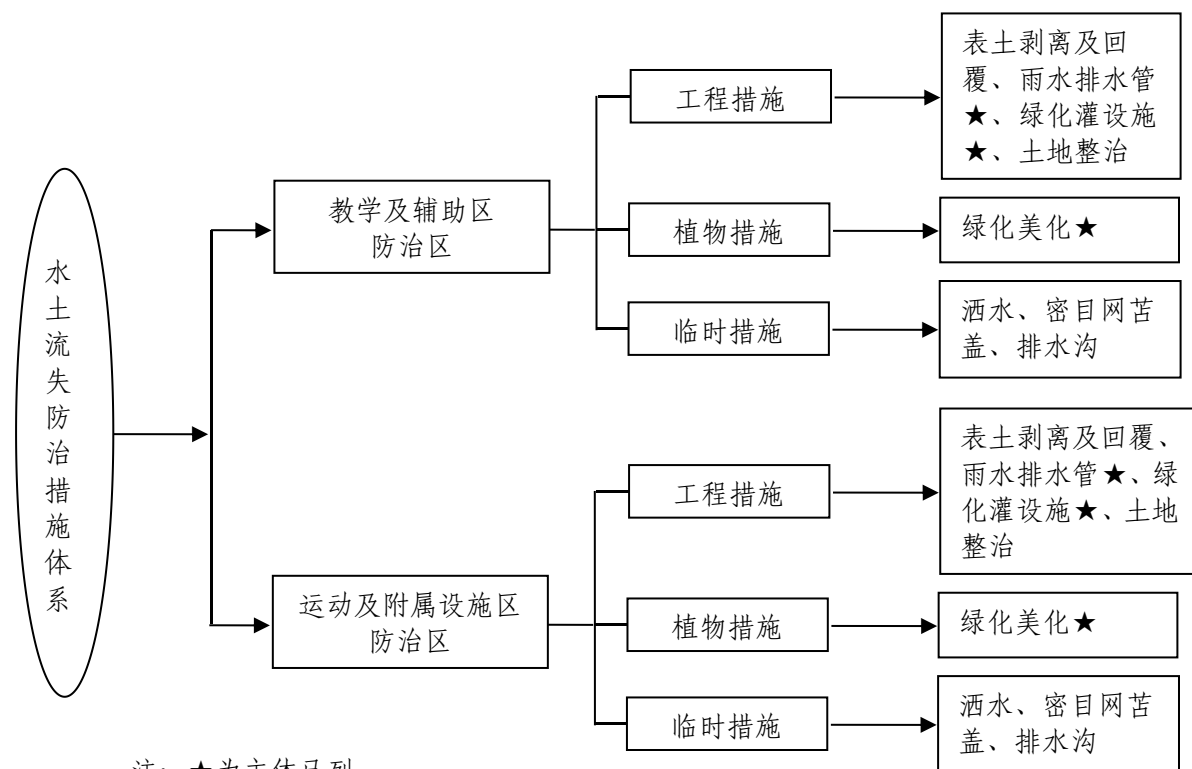 水土流失防治措施体系
教学及辅助区
防治区
工程措施
表土剥离及回
覆、雨水排水管
★、绿化灌设施
★、土地整治
植物措施
绿化美化★
临时措施
洒水、密目网苫
盖、排水沟
运动及附属设施区
防治区
工程措施
表土剥离及回覆、
雨水排水管★、绿
化灌设施★、土地
整治
植物措施
绿化美化★
临时措施
洒水、密目网苫
盖、排水沟
注：★为主体已列